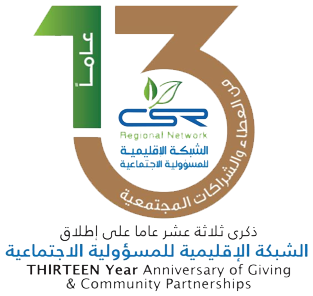 13
عاماً
من العطاء والشراكات المجتمعية
CSR
Regional Network
الشبكة الاقليمية
للمسؤولية الاجتماعية
ذكرى ثلاثة عشر عاما على إطلاق
الشبكة الإقليمية للمسؤولية الاجتماعية
THIRTEEN Year Anniversary of Giving
& Community Partnerships